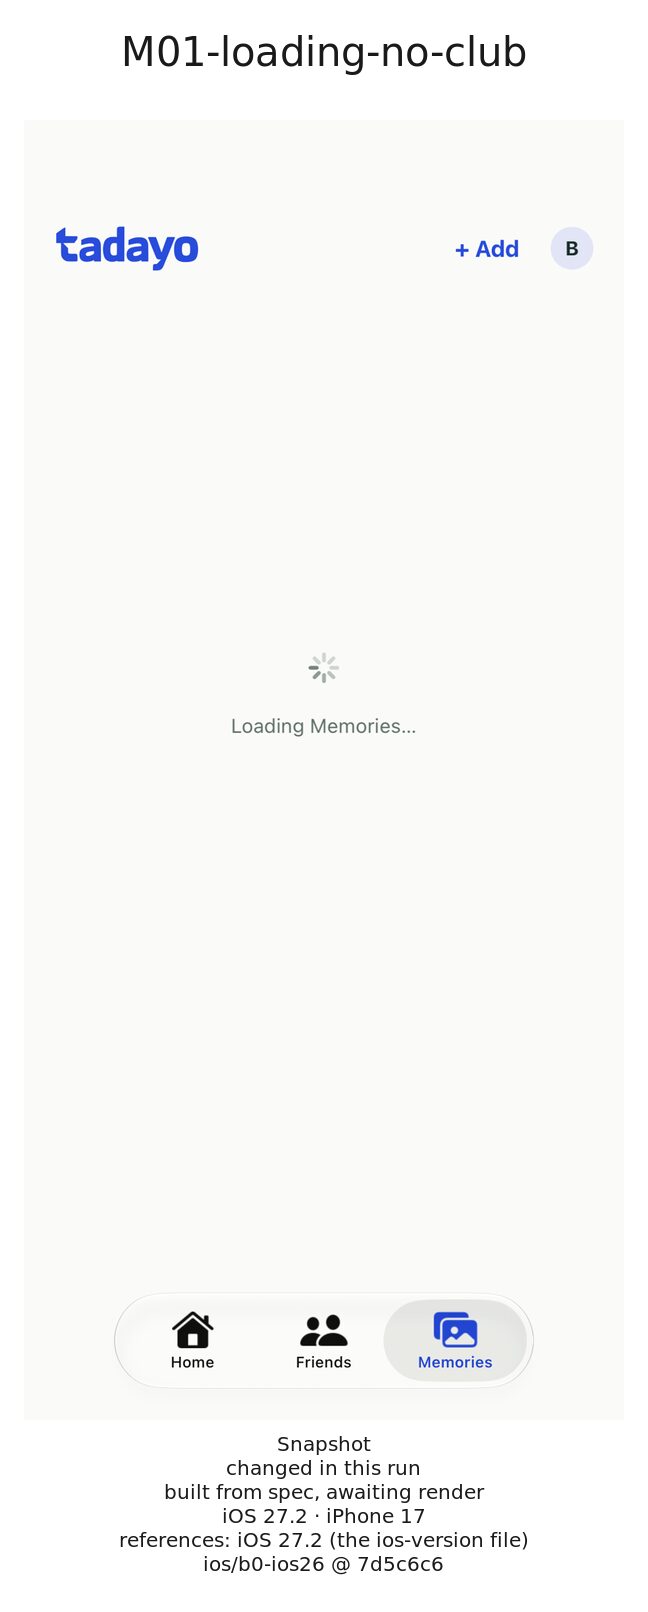 M01-loading-no-club
tadayo
+ Add
B
Loading Memories...
Home
Friends
Memories
Snapshot
changed in this run
built from spec, awaiting render
iOS 27.2 · iPhone 17
references: iOS 27.2 (the ios-version file)
ios/b0-ios26 @ 7d5c6c6